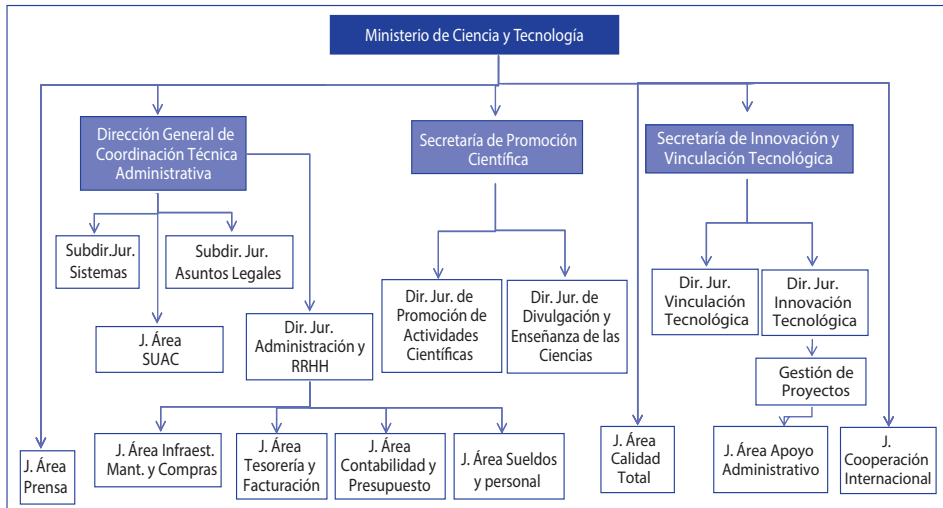 Ministerio de Ciencia y Tecnología
Dirección General de
Coordinación Técnica
Administrativa
Secretaría de Promoción
Científica
Secretaría de Innovación y
Vinculación Tecnológica
Subdir.Jur.
Sistemas
Subdir. Jur.
Asuntos Legales
J. Área
SUAC
Dir. Jur.
Administración y
RRHH
Dir. Jur. de
Promoción de
Actividades
Científicas
Dir. Jur. de
Divulgación y
Enseñanza de las
Ciencias
Dir. Jur.
Vinculación
Tecnológica
Dir. Jur.
Innovación
Tecnológica
Gestión de
Proyectos
J. Área
Prensa
J. Área Infraest.
Mant. y Compras
J. Área
Tesorería y
Facturación
J. Área
Contabilidad y
Presupuesto
J. Área Sueldos
y personal
J. Área
Calidad
Total
J. Área Apoyo
Administrativo
J.
Cooperación
Internacional